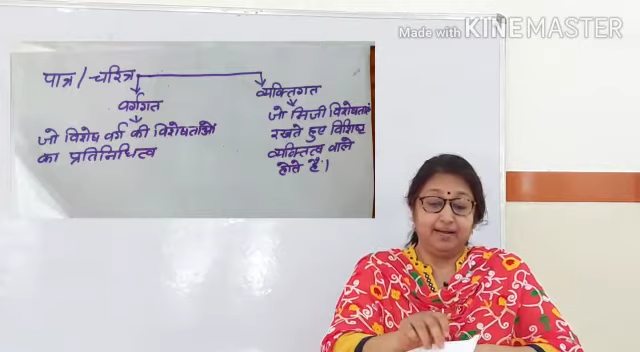 Made with KINEMASTER
पात्र/चरित्र
वर्गगत
जो विशेष वर्ग की विशेषताओं
का प्रतिनिधित्व
व्यक्तिगत
जो निजी विशेषताएं
रखते हुए विशिष्ट
व्यक्तित्व वाले
होते हैं।